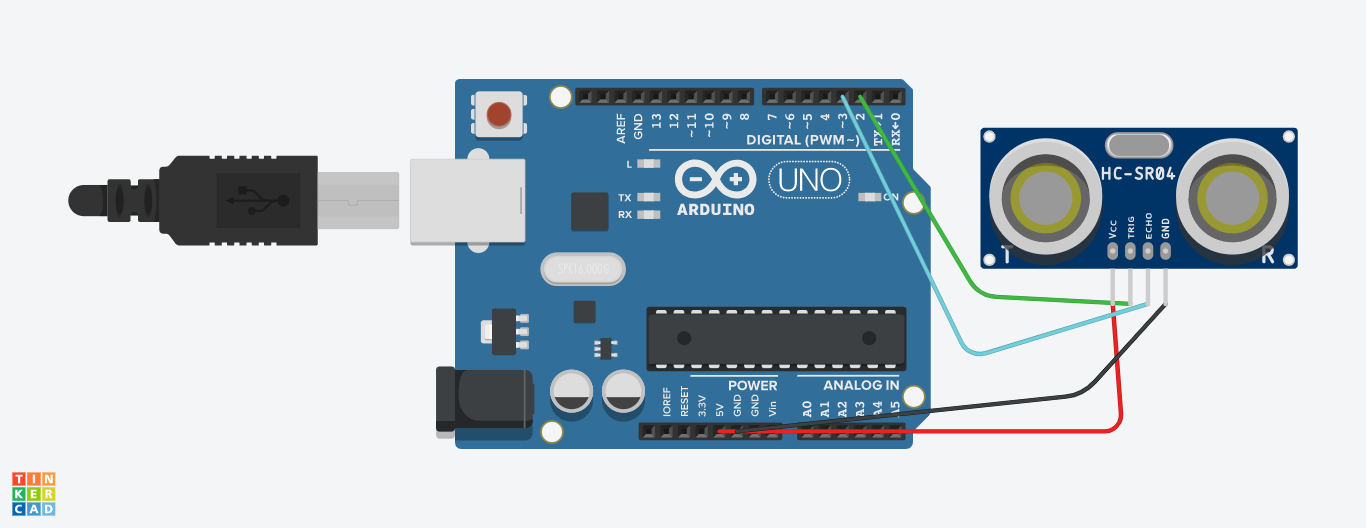 AREF
GND
13
12
~11
~10
~9
8
7
~6
~5
4
~3
2
TX→1
RX←0
DIGITAL (PWM~)
L
TX
RX
UNO
ON
ARDUINO
SPK16.000G
IOREF
RESET
3.3V
5V
GND
GND
Vin
POWER
ANALOG IN
A0
A1
A2
A3
A4
A5
HC-SR04
VCC
TRIG
ECHO
GND
T
R
TIN
KER
CAD